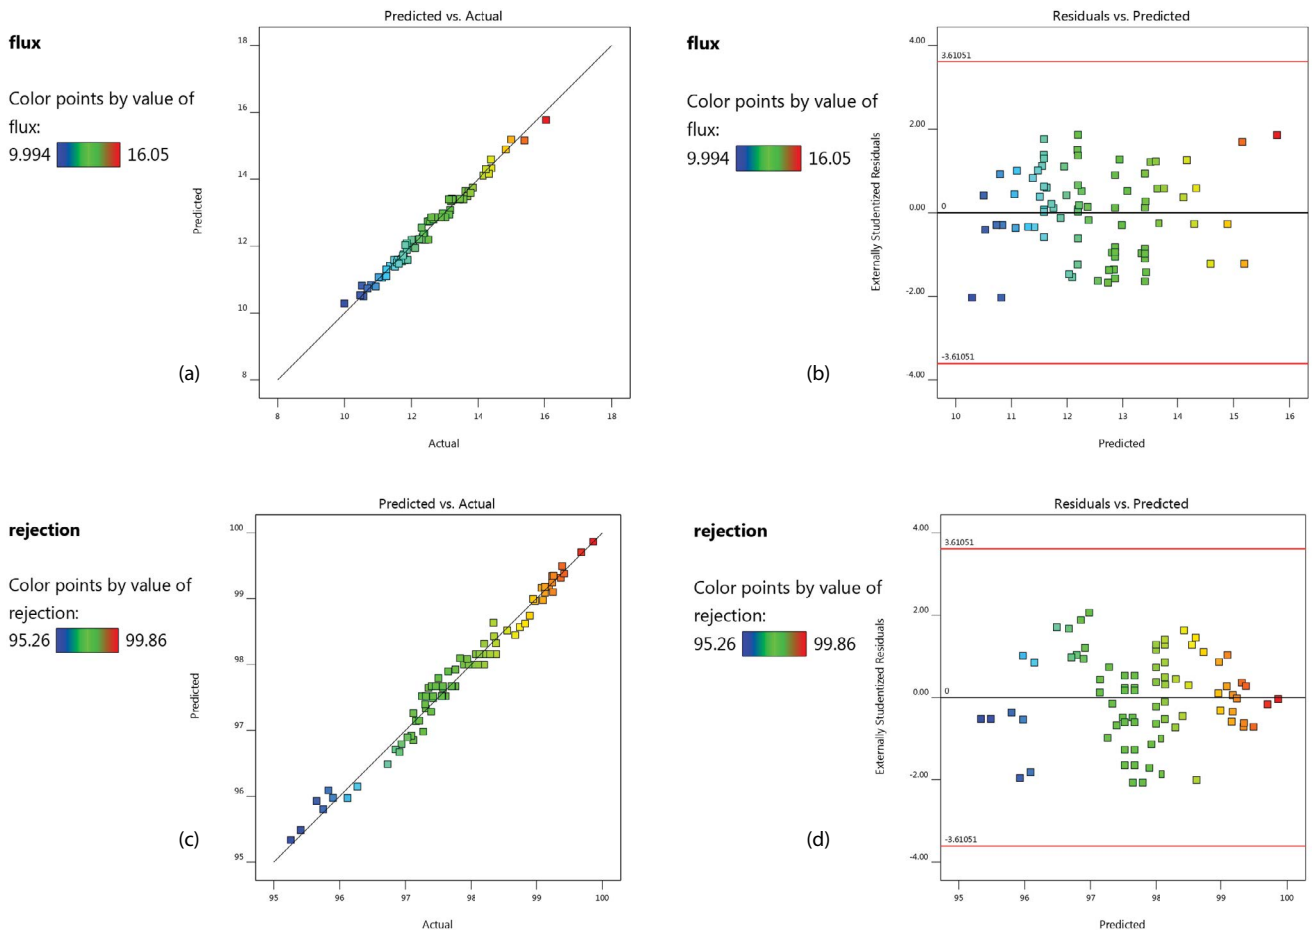 Predicted vs. Actual
flux
Color points by value of
flux:
9.994 16.05
18
16
14
12
10
8
Predicted
8 10 12 14 16 18
Actual
(a)
Residuals vs. Predicted
flux
Color points by value of
flux:
9.994 16.05
4.00
3.61051
2.00
0.00
0
-2.00
-3.61051
-4.00
Externally Studentized Residuals
10 11 12 13 14 15 16
Predicted
(b)
Predicted vs. Actual
rejection
Color points by value of
rejection:
95.26 99.86
100
99
98
97
96
95
Predicted
95 96 97 98 99 100
Actual
(c)
Residuals vs. Predicted
rejection
Color points by value of
rejection:
95.26 99.86
4.00
3.61051
2.00
0.00
0
-2.00
-3.61051
-4.00
Externally Studentized Residuals
95 96 97 98 99 100
Predicted
(d)